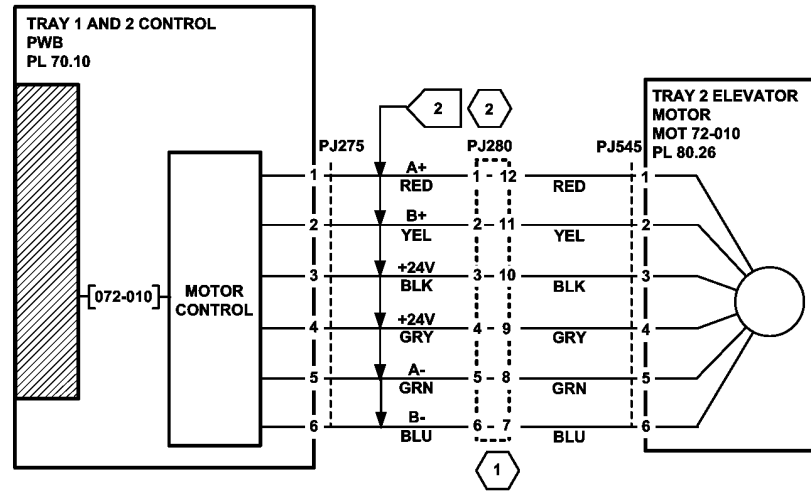 TRAY 1 AND 2 CONTROL
PWB
PL 70.10
TRAY 2 ELEVATOR
MOTOR
MOT 72-010
PL 80.26
2
2
PJ275
PJ280
PJ545
1 A+ 1 - 12 1
RED RED
2 B+ 2 - 11 2
YEL YEL
3 +24V 3 - 10 3
BLK BLK
072-010
MOTOR
CONTROL
4 +24V 4 - 9 4
GRY GRY
5 A- 5 - 8 5
GRN GRN
6 B- 6 - 7 6
BLU BLU
1